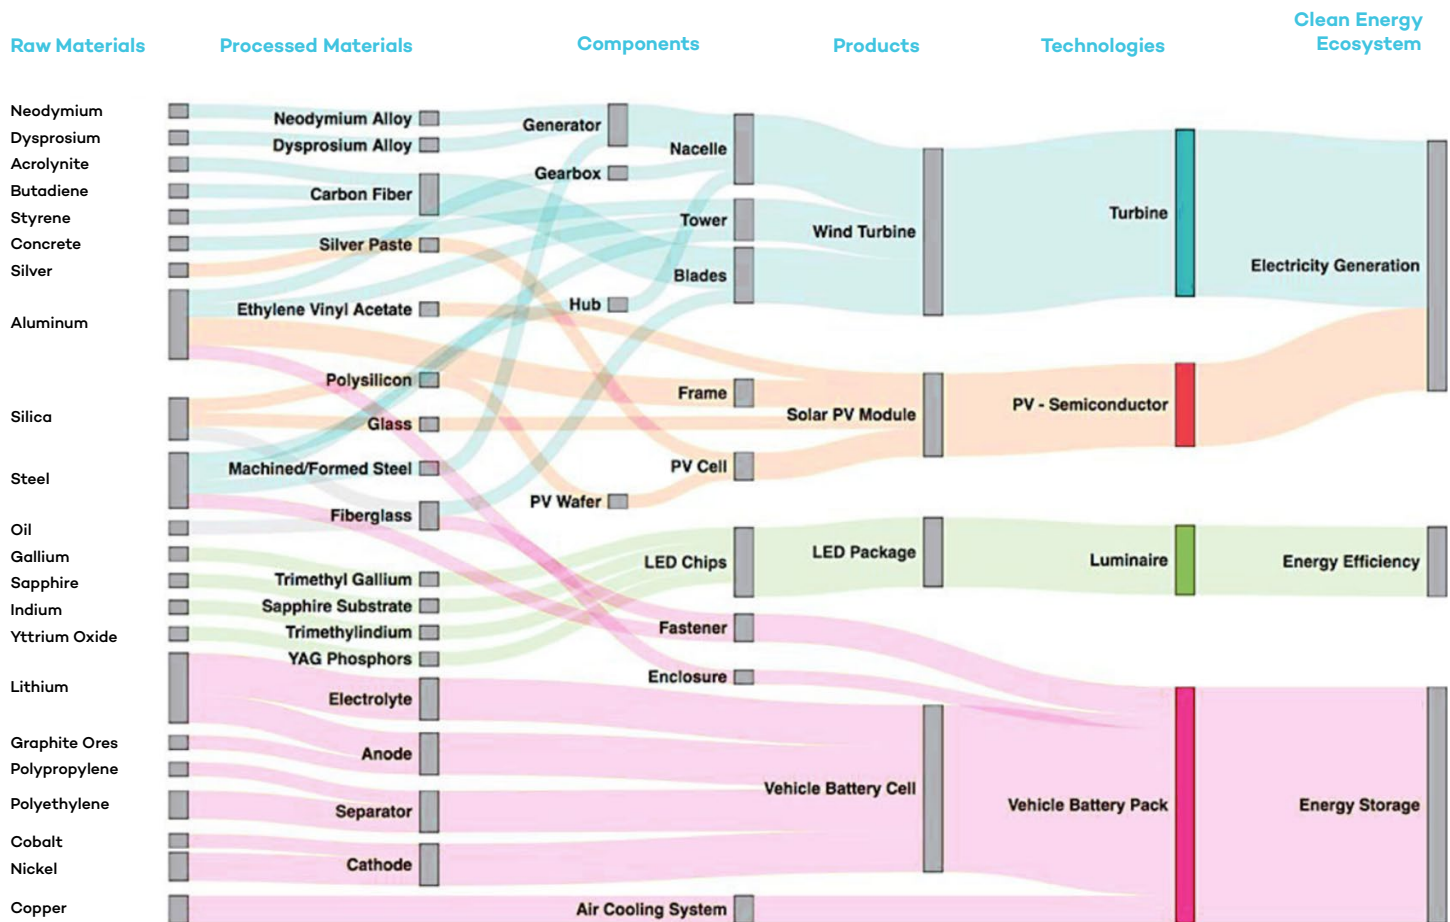 Raw Materials
Processed Materials
Components
Products
Technologies
Clean Energy
Ecosystem
Neodymium
Dysprosium
Acrolynite
Butadiene
Styrene
Concrete
Silver
Aluminum
Silica
Steel
Oil
Gallium
Sapphire
Indium
Yttrium Oxide
Lithium
Graphite Ores
Polypropylene
Polyethylene
Cobalt
Nickel
Copper
Neodymium Alloy
Dysprosium Alloy
Carbon Fiber
Silver Paste
Ethylene Vinyl Acetate
Polysilicon
Glass
Machined/Formed Steel
Fiberglass
Trimethyl Gallium
Sapphire Substrate
Trimethylindium
YAG Phosphors
Electrolyte
Anode
Separator
Cathode
Generator
Gearbox
Hub
PV Wafer
Nacelle
Tower
Blades
Frame
PV Cell
LED Chips
Fastener
Enclosure
Air Cooling System
Wind Turbine
Solar PV Module
LED Package
Vehicle Battery Cell
Turbine
PV - Semiconductor
Luminaire
Vehicle Battery Pack
Electricity Generation
Energy Efficiency
Energy Storage